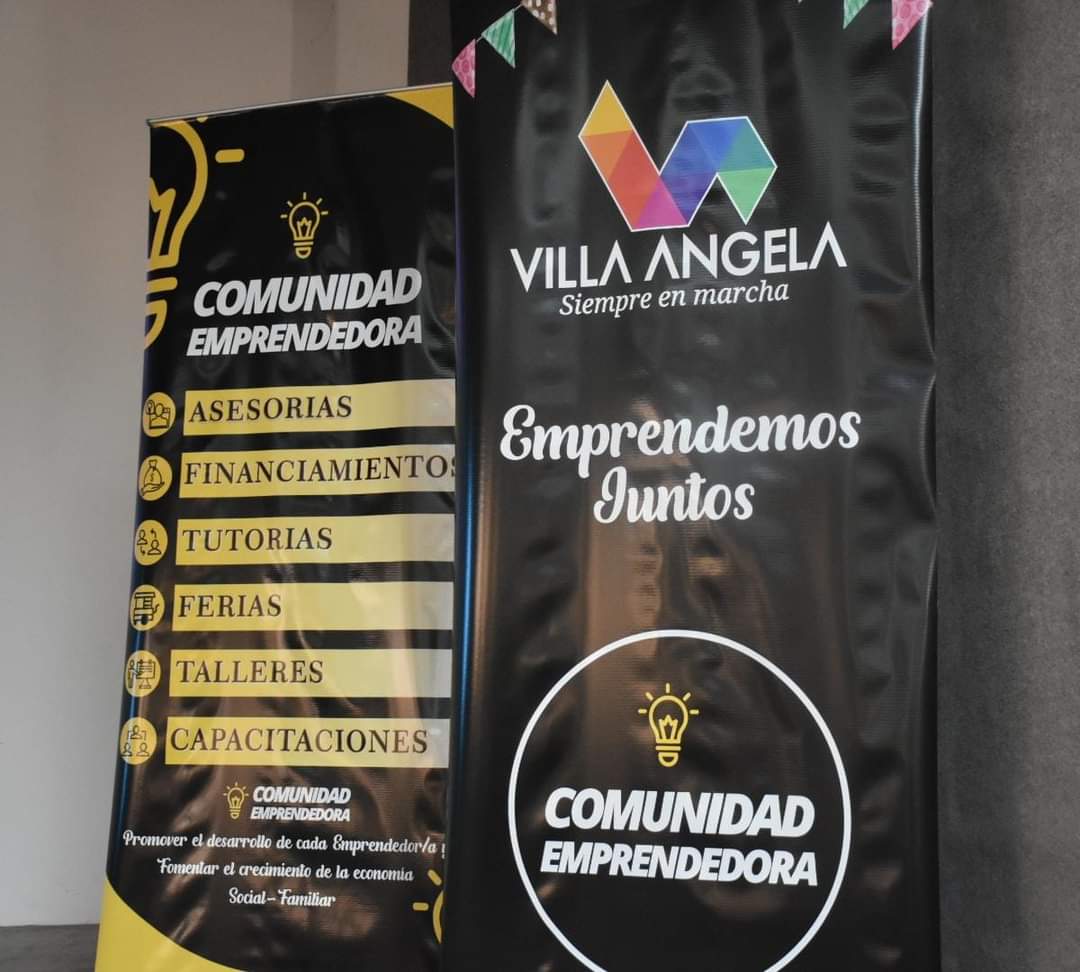 COMUNIDAD
EMPRENDEDORA
ASESORIAS
FINANCIAMIENTOS
TUTORIAS
FERIAS
TALLERES
CAPACITACIONES
COMUNIDAD
EMPRENDEDORA
Promover el desarrollo de cada Emprendedor/a y
Fomentar el crecimiento de la economia
Social-Familiar
VILLA ANGELA
Siempre en marcha
Emprendemos
Juntos
COMUNIDAD
EMPRENDEDORA